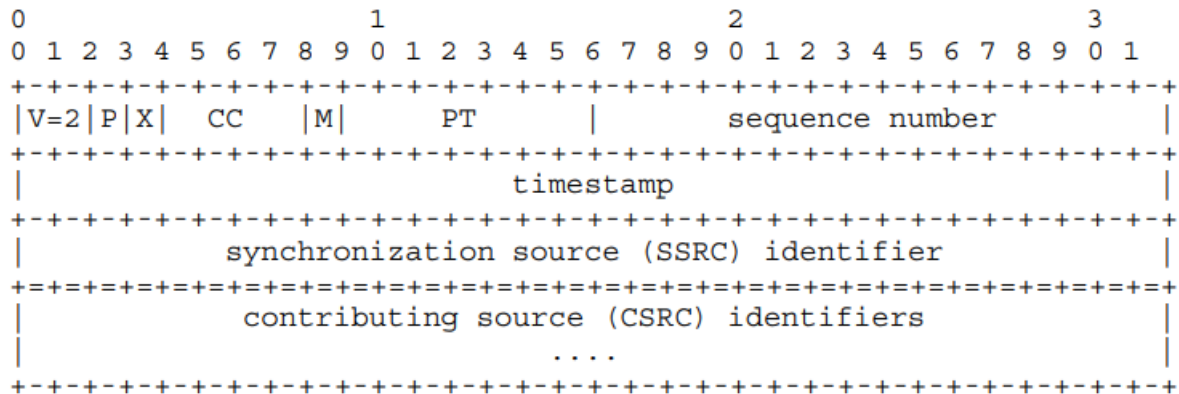 0                   1                   2                   3
0 1 2 3 4 5 6 7 8 9 0 1 2 3 4 5 6 7 8 9 0 1 2 3 4 5 6 7 8 9 0 1
+-+-+-+-+-+-+-+-+-+-+-+-+-+-+-+-+-+-+-+-+-+-+-+-+-+-+-+-+-+-+-+-+
|V=2|P|X|  CC   |M|     PT      |       sequence number         |
+-+-+-+-+-+-+-+-+-+-+-+-+-+-+-+-+-+-+-+-+-+-+-+-+-+-+-+-+-+-+-+-+
|                           timestamp                           |
+-+-+-+-+-+-+-+-+-+-+-+-+-+-+-+-+-+-+-+-+-+-+-+-+-+-+-+-+-+-+-+-+
|           synchronization source (SSRC) identifier            |
+=+=+=+=+=+=+=+=+=+=+=+=+=+=+=+=+=+=+=+=+=+=+=+=+=+=+=+=+=+=+=+=+
|            contributing source (CSRC) identifiers             |
|                             ....                              |
+-+-+-+-+-+-+-+-+-+-+-+-+-+-+-+-+-+-+-+-+-+-+-+-+-+-+-+-+-+-+-+-+